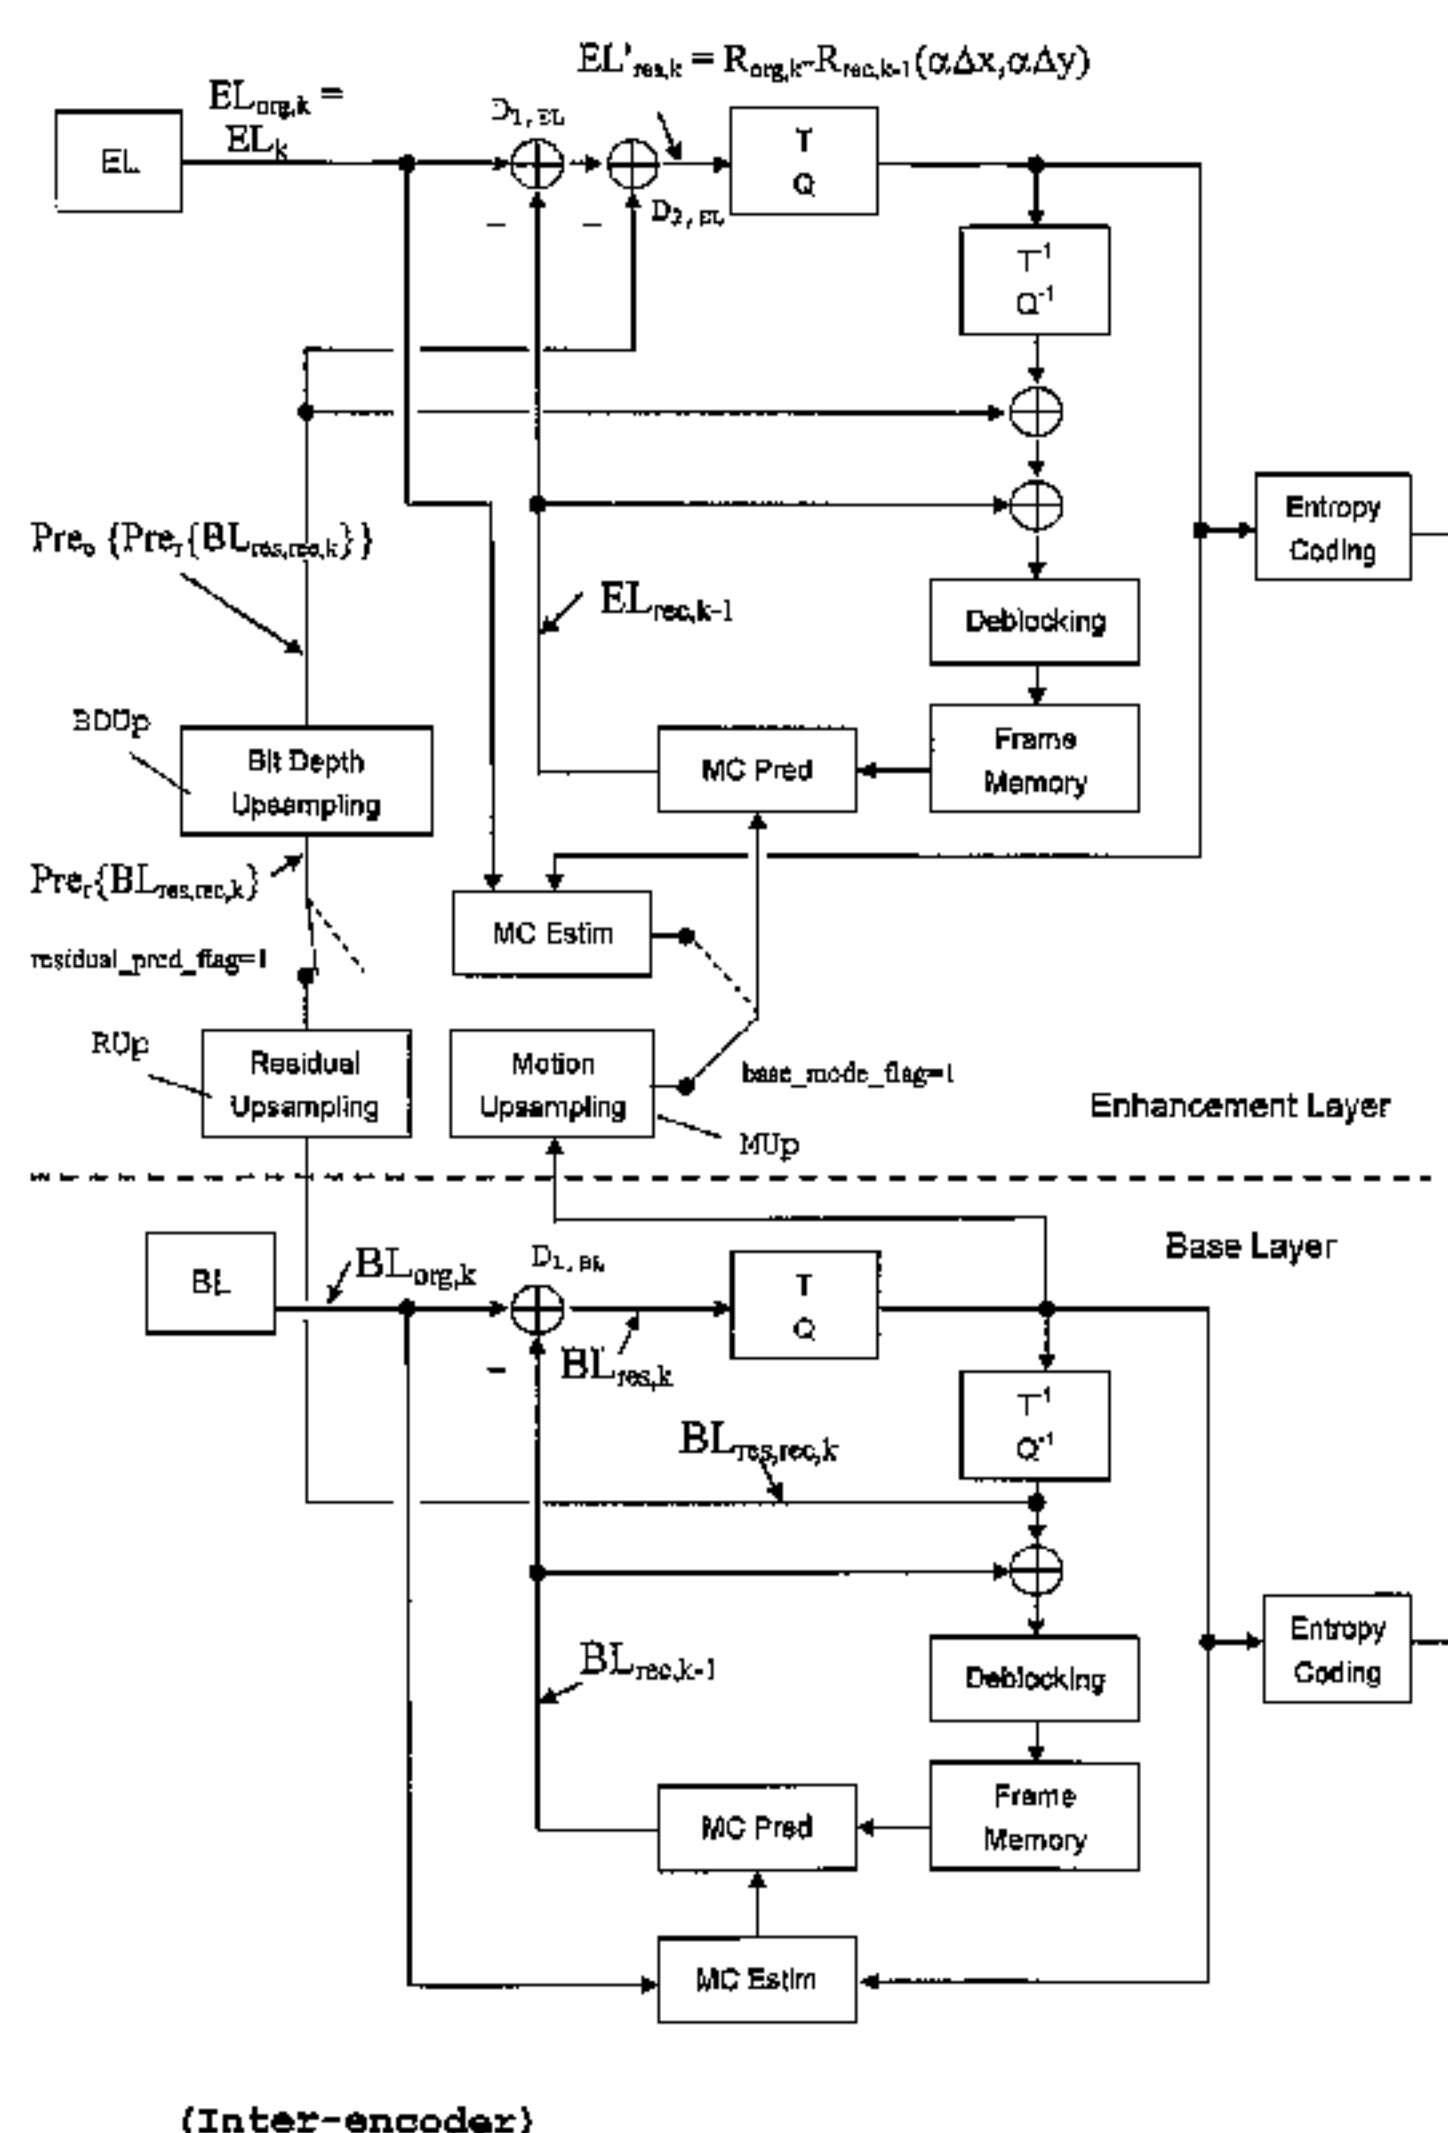 EL'res,k = Rorg,k-Rrec,k-1(αΔx,αΔy)
ELorg,k =
ELk
D1,EL
EL
T
Q
–
–
D2,EL
T-1
Q-1
Preb {Prer{BLres,rec,k}}
Entropy
Coding
ELrec,k-1
Deblocking
BDUp
Bit Depth
Upsampling
MC Pred
Frame
Memory
Prer{BLres,rec,k}
MC Estim
residual_pred_flag=1
RUp
Residual
Upsampling
Motion
Upsampling
base_mode_flag=1
MUp
Enhancement Layer
Base Layer
BL
BLorg,k
D1,BL
T
Q
–
BLres,k
T-1
Q-1
BLres,rec,k
Entropy
Coding
BLrec,k-1
Deblocking
MC Pred
Frame
Memory
MC Estim
(Inter-encoder)